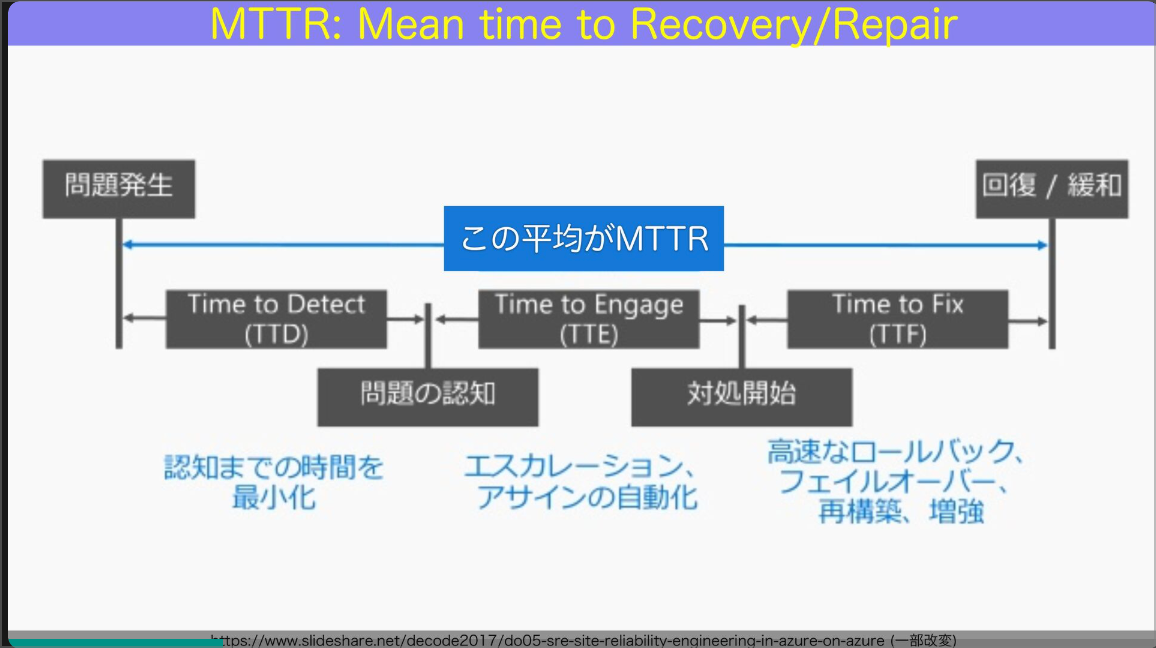 MTTR: Mean time to Recovery/Repair
問題発生
回復 / 緩和
この平均がMTTR
Time to Detect
(TTD)
Time to Engage
(TTE)
Time to Fix
(TTF)
問題の認知
対処開始
認知までの時間を
最小化
エスカレーション、
アサインの自動化
高速なロールバック、
フェイルオーバー、
再構築、増強
https://www.slideshare.net/decode2017/do05-sre-site-reliability-engineering-in-azure-on-azure (一部改変)